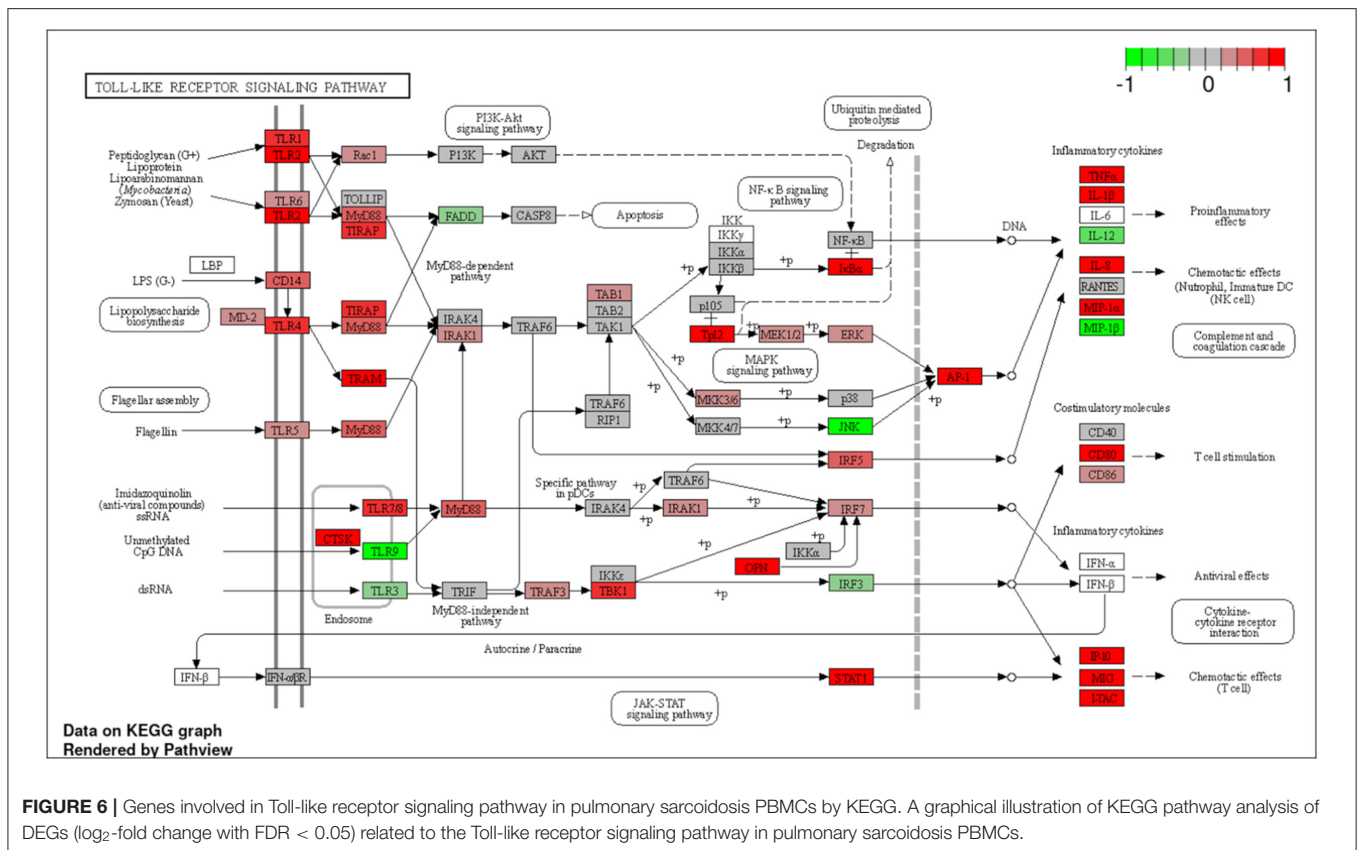 -1 0 1
TOLL-LIKE RECEPTOR SIGNALING PATHWAY
PI3K-Akt
signaling pathway
Ubiquitin mediated
proteolysis
Degradation
Inflammatory cytokines
TLR1
TLR2
Peptidoglycan (G+)
Lipoprotein
Lipoarabinomannan
(Mycobacteria)
Zymosan (Yeast)
Rac1
P13K
AKT
TLR6
TLR2
TOLLIP
MyD88
TIRAP
FADD
CASP8
Apoptosis
NF-κB signaling
pathway
IKK
IKKγ
IKKα
IKKβ
NF-κB
+p
+p
IκBα
DNA
TNFα
IL-1β
IL-6
IL-12
Proinflammatory
effects
LBP
LPS (G-)
CD14
MyD88-dependent
pathway
IL-8
RANTES
MIP-1α
MIP-1β
Chemotactic effects
(Nutrophil, Immature DC
(NK cell)
Lipopolysaccharide
biosynthesis
MD-2
TLR4
TIRAP
MyD88
IRAK4
IRAK1
TRAF6
TAB1
TAB2
TAK1
p105
Tpl2
+p
MEK1/2
+p
ERK
Complement and
coagulation cascade
MAPK
signaling pathway
TRAM
+p
+p
MKK3/6
+p
p38
AP-1
+p
Flagellar assembly
Flagellin
TLR5
MyD88
TRAF6
RIP1
MKK4/7
+p
JNK
Costimulatory molecules
CD40
CD80
CD86
T cell stimulation
IRF5
Imidazoquinolin
(anti-viral compounds)
ssRNA
TLR7/8
MyD88
Specific pathway
in pDCs
+p
TRAF6
IRAK4
+p
IRAK1
+p
IRF7
Unmethylated
CpG DNA
CTSK
TLR9
+p
IKKα
+p
OPN
Inflammatory cytokines
IFN-α
IFN-β
Antiviral effects
dsRNA
TLR3
TRIF
TRAF3
IKKε
TBK1
+p
IRF3
Endosome
MyD88-independent
pathway
Cytokine-
cytokine receptor
interaction
Autocrine / Paracrine
IFN-β
IFN-αβR
STAT1
IP-10
MIG
I-TAC
Chemotactic effects
(T cell)
JAK-STAT
signaling pathway
Data on KEGG graph
Rendered by Pathview
FIGURE 6 | Genes involved in Toll-like receptor signaling pathway in pulmonary sarcoidosis PBMCs by KEGG. A graphical illustration of KEGG pathway analysis of
DEGs (log₂-fold change with FDR < 0.05) related to the Toll-like receptor signaling pathway in pulmonary sarcoidosis PBMCs.